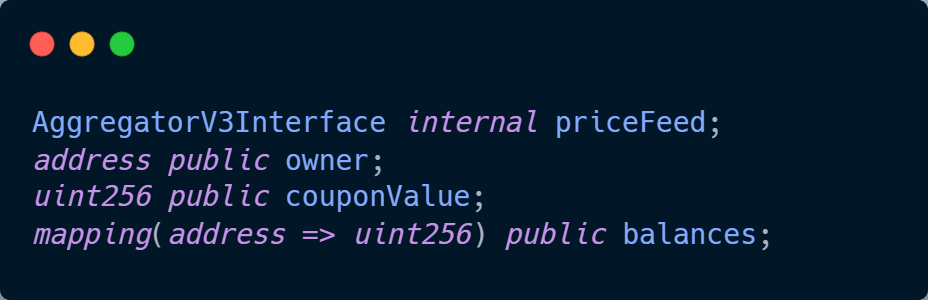 AggregatorV3Interface internal priceFeed;
address public owner;
uint256 public couponValue;
mapping(address => uint256) public balances;